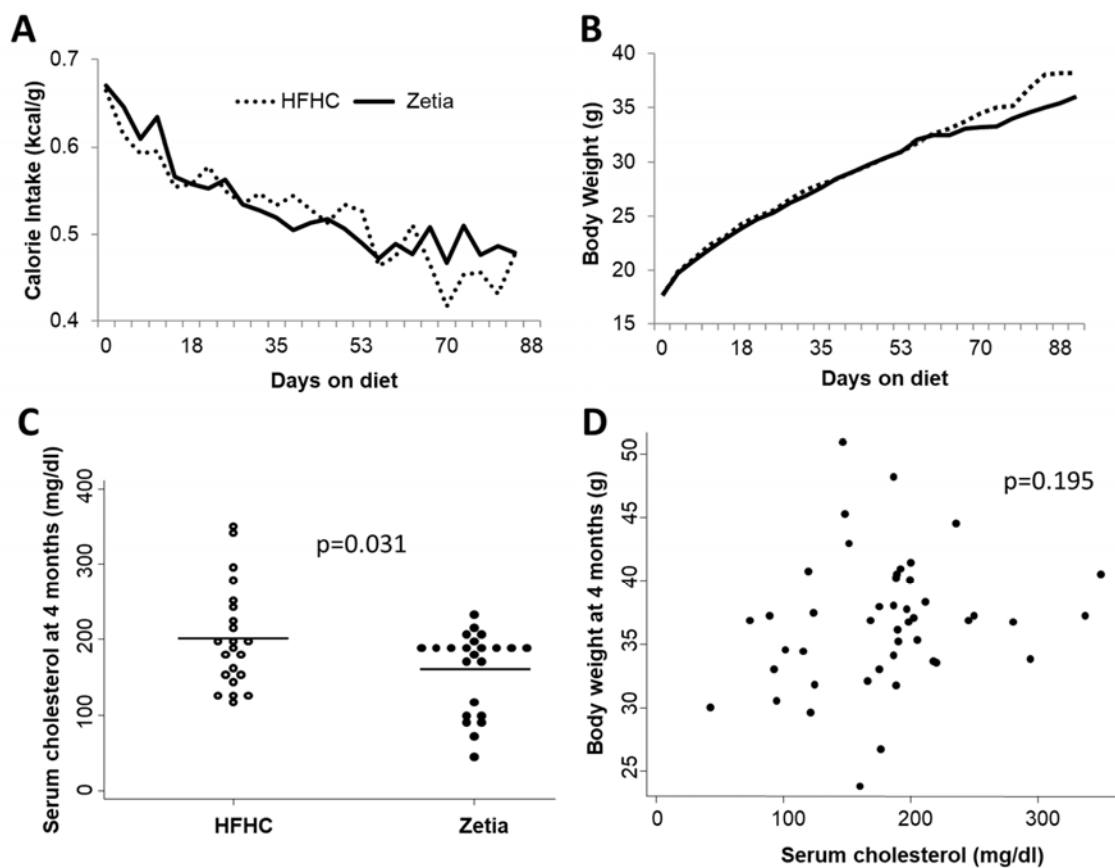 A
Calorie Intake (kcal/g)
0.7
0.6
0.5
0.4
HFHC
Zetia
0
18
35
53
70
88
Days on diet
B
Body Weight (g)
40
35
30
25
20
15
0
18
35
53
70
88
Days on diet
C
Serum cholesterol at 4 months (mg/dl)
400
300
200
100
0
p=0.031
HFHC
Zetia
D
Body weight at 4 months (g)
50
45
40
35
30
25
p=0.195
0
100
200
300
Serum cholesterol (mg/dl)